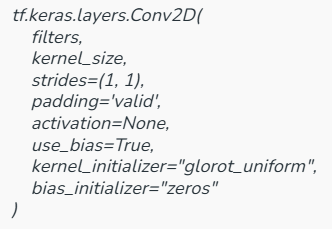 tf.keras.layers.Conv2D(
    filters,
    kernel_size,
    strides=(1, 1),
    padding='valid',
    activation=None,
    use_bias=True,
    kernel_initializer="glorot_uniform",
    bias_initializer="zeros"
)